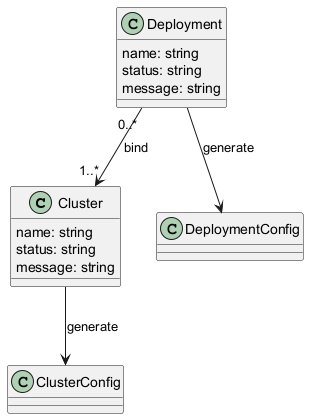 C Deployment
name: string
status: string
message: string
0..*
bind
generate
1..*
C Cluster
name: string
status: string
message: string
C DeploymentConfig
generate
C ClusterConfig